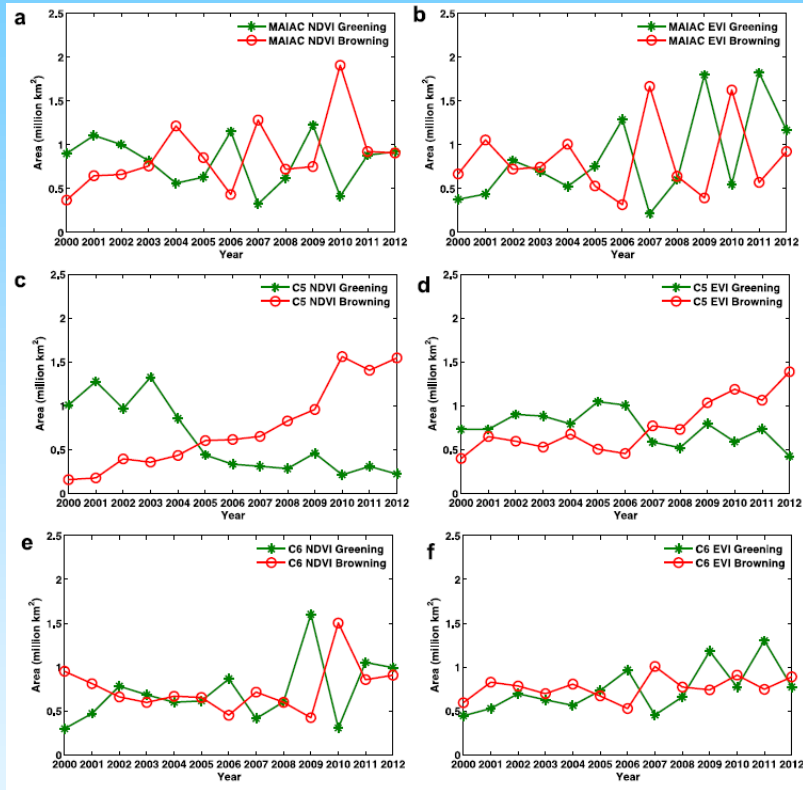 a
MAIAC NDVI Greening
MAIAC NDVI Browning
Area (million km²)
2.5
2
1.5
1
0.5
0
2000 2001 2002 2003 2004 2005 2006 2007 2008 2009 2010 2011 2012
Year
b
MAIAC EVI Greening
MAIAC EVI Browning
Area (million km²)
2.5
2
1.5
1
0.5
0
2000 2001 2002 2003 2004 2005 2006 2007 2008 2009 2010 2011 2012
Year
c
C5 NDVI Greening
C5 NDVI Browning
Area (million km²)
2.5
2
1.5
1
0.5
0
2000 2001 2002 2003 2004 2005 2006 2007 2008 2009 2010 2011 2012
Year
d
C5 EVI Greening
C5 EVI Browning
Area (million km²)
2.5
2
1.5
1
0.5
0
2000 2001 2002 2003 2004 2005 2006 2007 2008 2009 2010 2011 2012
Year
e
C6 NDVI Greening
C6 NDVI Browning
Area (million km²)
2.5
2
1.5
1
0.5
0
2000 2001 2002 2003 2004 2005 2006 2007 2008 2009 2010 2011 2012
Year
f
C6 EVI Greening
C6 EVI Browning
Area (million km²)
2.5
2
1.5
1
0.5
0
2000 2001 2002 2003 2004 2005 2006 2007 2008 2009 2010 2011 2012
Year